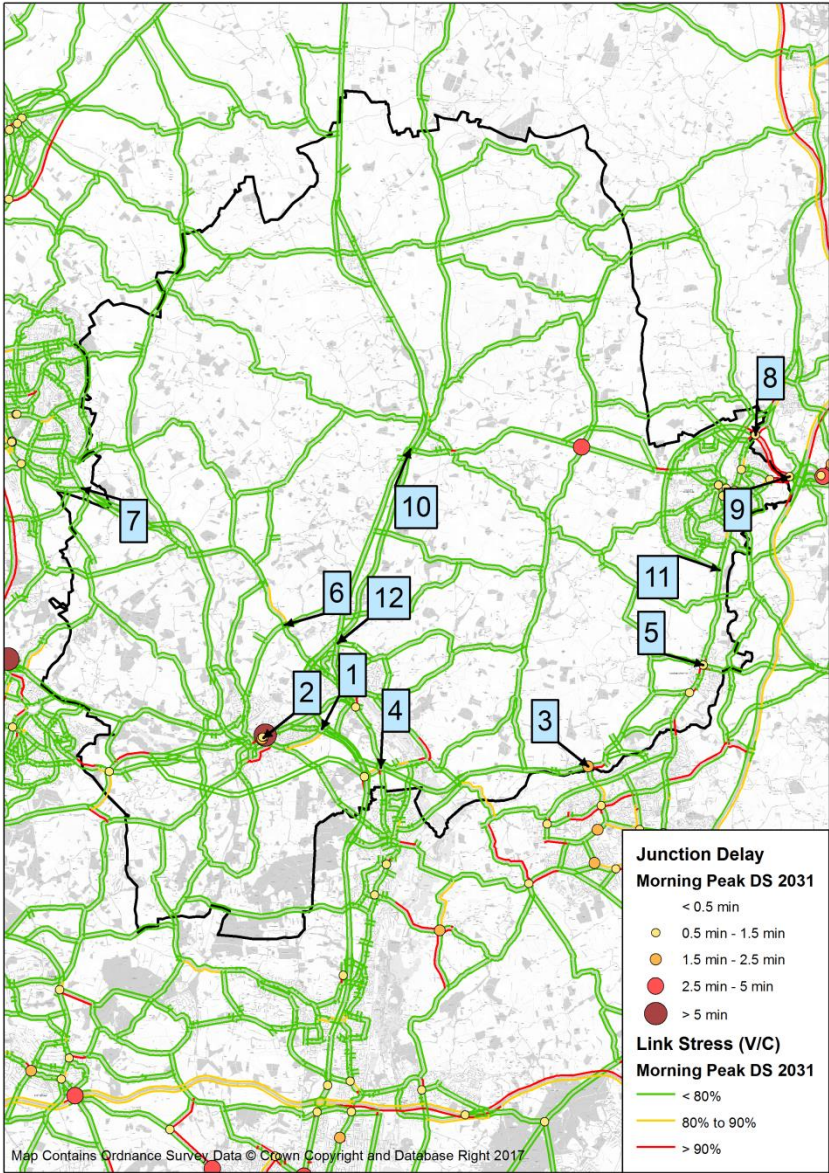 8
9
10
7
11
6
12
5
1
2
4
3
Junction Delay
Morning Peak DS 2031
< 0.5 min
0.5 min - 1.5 min
1.5 min - 2.5 min
2.5 min - 5 min
> 5 min
Link Stress (V/C)
Morning Peak DS 2031
< 80%
80% to 90%
> 90%
Map Contains Ordnance Survey Data © Crown Copyright and Database Right 2017